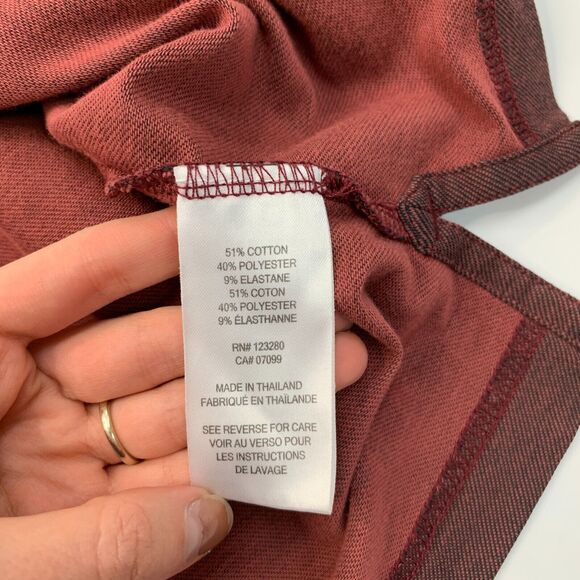 51% COTTON
40% POLYESTER
9% ELASTANE
51% COTON
40% POLYESTER
9% ÉLASTHANNE
RN# 123280
CA# 07099
MADE IN THAILAND
FABRIQUÉ EN THAÏLANDE
SEE REVERSE FOR CARE
VOIR AU VERSO POUR
LES INSTRUCTIONS
DE LAVAGE